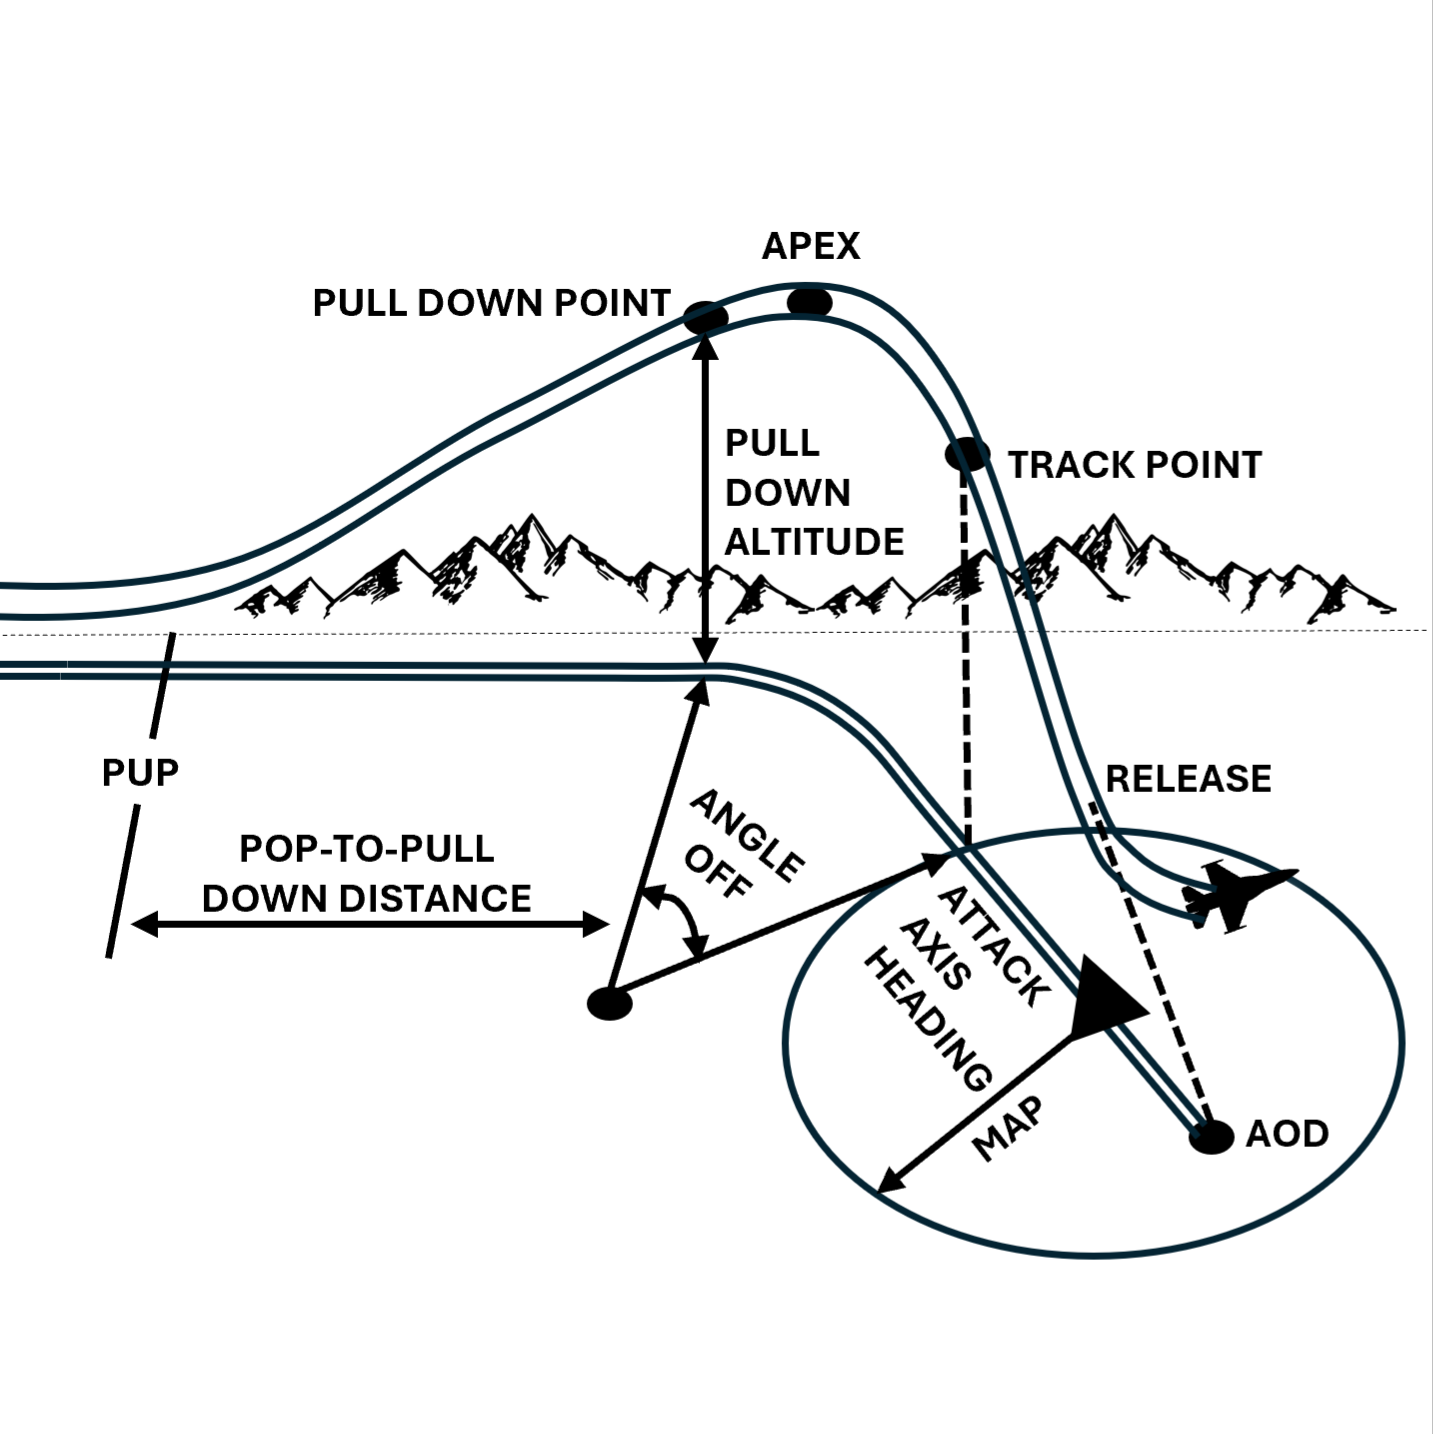 APEX
PULL DOWN POINT
PULL
DOWN
ALTITUDE
TRACK POINT
RELEASE
PUP
POP-TO-PULL
DOWN DISTANCE
ANGLE
OFF
ATTACK
AXIS
HEADING
MAP
AOD